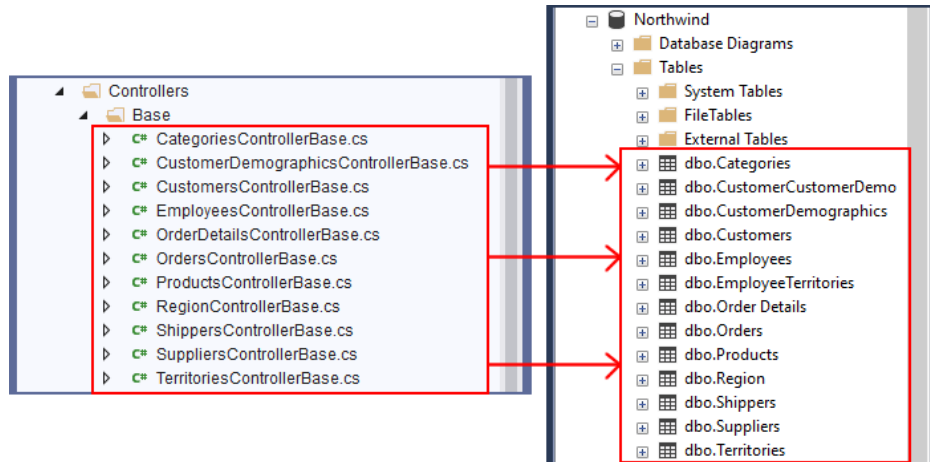 Controllers
Base
C# CategoriesControllerBase.cs
C# CustomerDemographicsControllerBase.cs
C# CustomersControllerBase.cs
C# EmployeesControllerBase.cs
C# OrderDetailsControllerBase.cs
C# OrdersControllerBase.cs
C# ProductsControllerBase.cs
C# RegionControllerBase.cs
C# ShippersControllerBase.cs
C# SuppliersControllerBase.cs
C# TerritoriesControllerBase.cs
Northwind
Database Diagrams
Tables
System Tables
FileTables
External Tables
dbo.Categories
dbo.CustomerCustomerDemo
dbo.CustomerDemographics
dbo.Customers
dbo.Employees
dbo.EmployeeTerritories
dbo.Order Details
dbo.Orders
dbo.Products
dbo.Region
dbo.Shippers
dbo.Suppliers
dbo.Territories